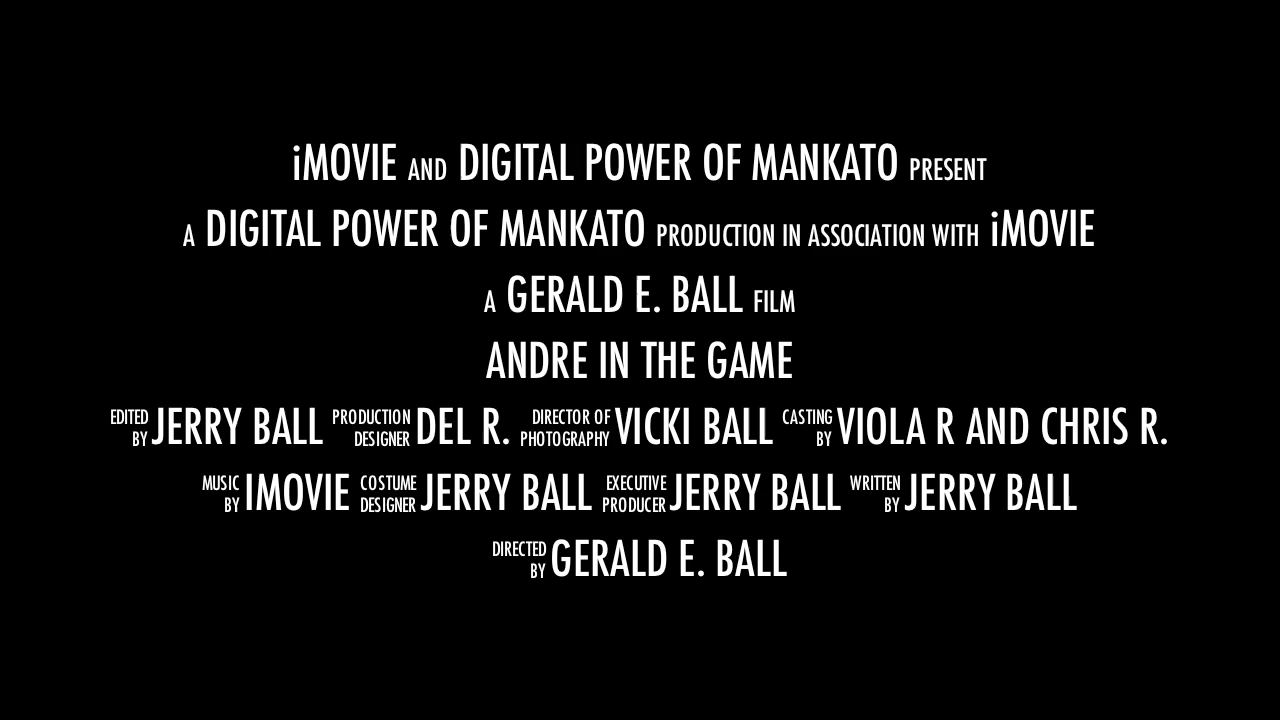 iMOVIE AND DIGITAL POWER OF MANKATO PRESENT
A DIGITAL POWER OF MANKATO PRODUCTION IN ASSOCIATION WITH iMOVIE
A GERALD E. BALL FILM
ANDRE IN THE GAME
EDITED BY JERRY BALL PRODUCTION DESIGNER DEL R. DIRECTOR OF PHOTOGRAPHY VICKI BALL CASTING BY VIOLA R AND CHRIS R.
MUSIC BY IMOVIE COSTUME DESIGNER JERRY BALL EXECUTIVE PRODUCER JERRY BALL WRITTEN BY JERRY BALL
DIRECTED BY GERALD E. BALL